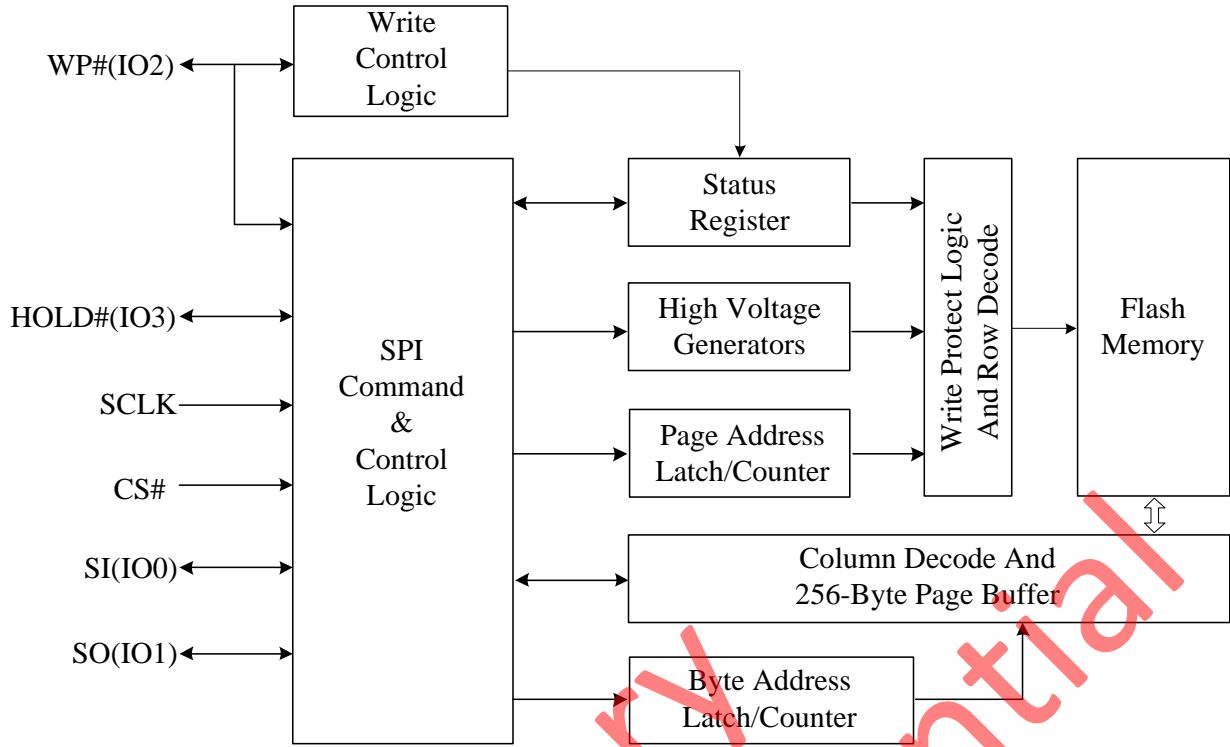 Write
Control
Logic
WP#(IO2)
Status
Register
HOLD#(IO3)
High Voltage
Generators
Write Protect Logic
And Row Decode
Flash
Memory
SPI
Command
&
Control
Logic
SCLK
Page Address
Latch/Counter
CS#
SI(IO0)
Column Decode And
256-Byte Page Buffer
SO(IO1)
Byte Address
Latch/Counter
ry
ntial